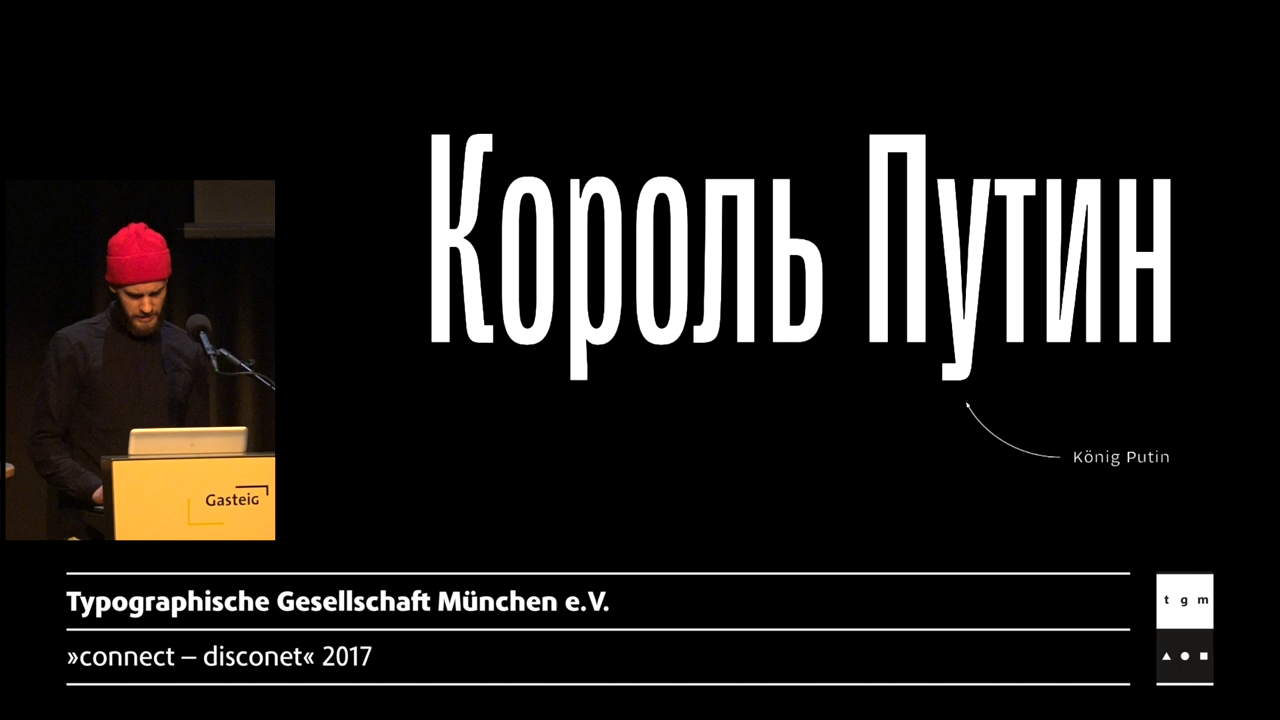 Король Путин
König Putin
Gasteig
Typographische Gesellschaft München e.V.
»connect – disconet« 2017
t g m